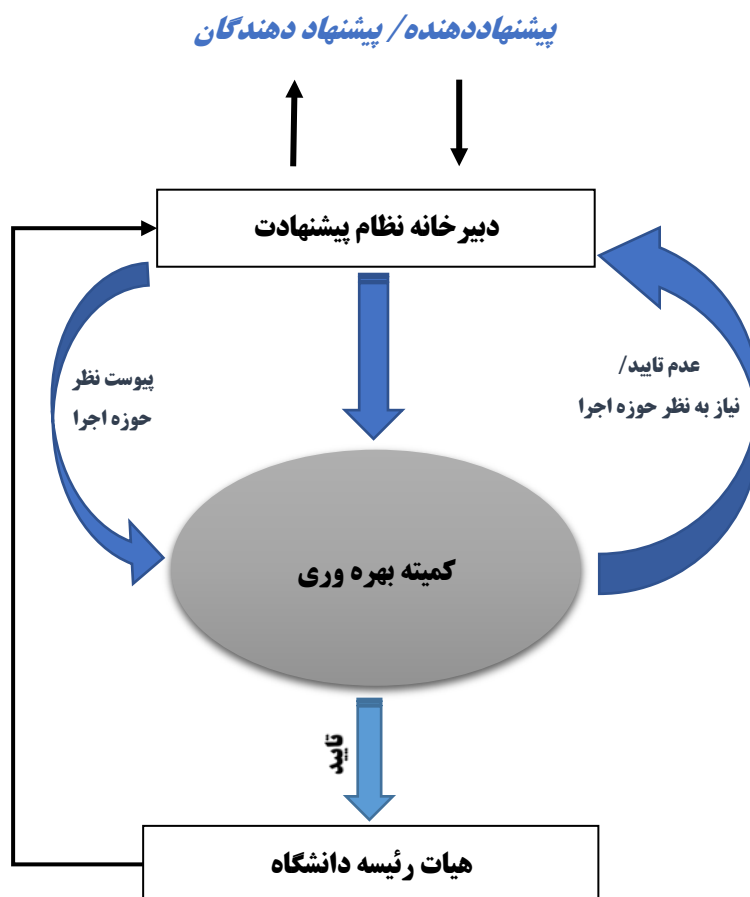 پیشنهاددهنده/ پیشنهاد دهندگان
دبیرخانه نظام پیشنهادت
عدم تایید/
نیاز به نظر حوزه اجرا
پیوست نظر
حوزه اجرا
کمیته بهره وری
تایید
هیات رئیسه دانشگاه